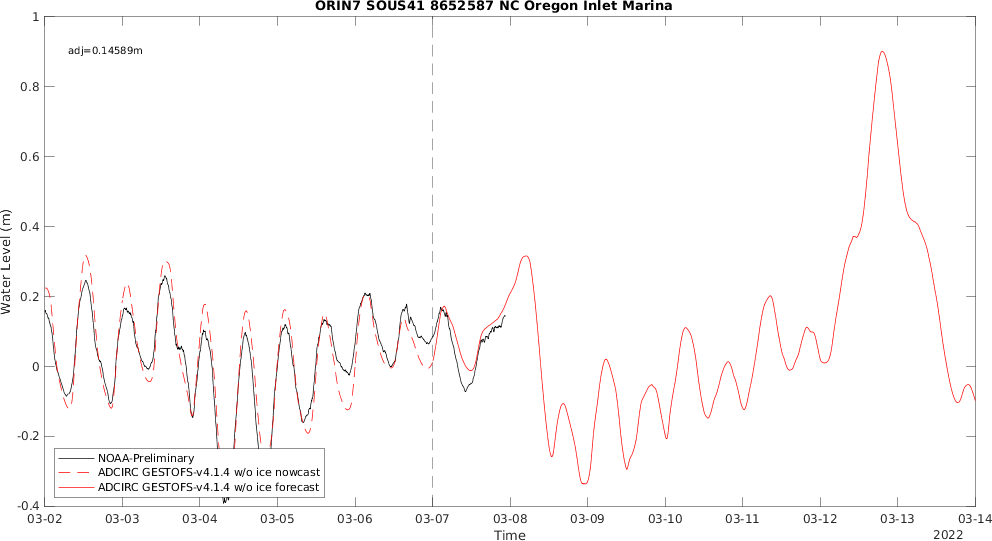 ORIN7 SOUS41 8652587 NC Oregon Inlet Marina
adj=0.14589m
Water Level (m)
1
0.8
0.6
0.4
0.2
0
-0.2
-0.4
NOAA-Preliminary
ADCIRC GESTOFS-v4.1.4 w/o ice nowcast
ADCIRC GESTOFS-v4.1.4 w/o ice forecast
03-02 03-03 03-04 03-05 03-06 03-07 03-08 03-09 03-10 03-11 03-12 03-13 03-14
Time
2022